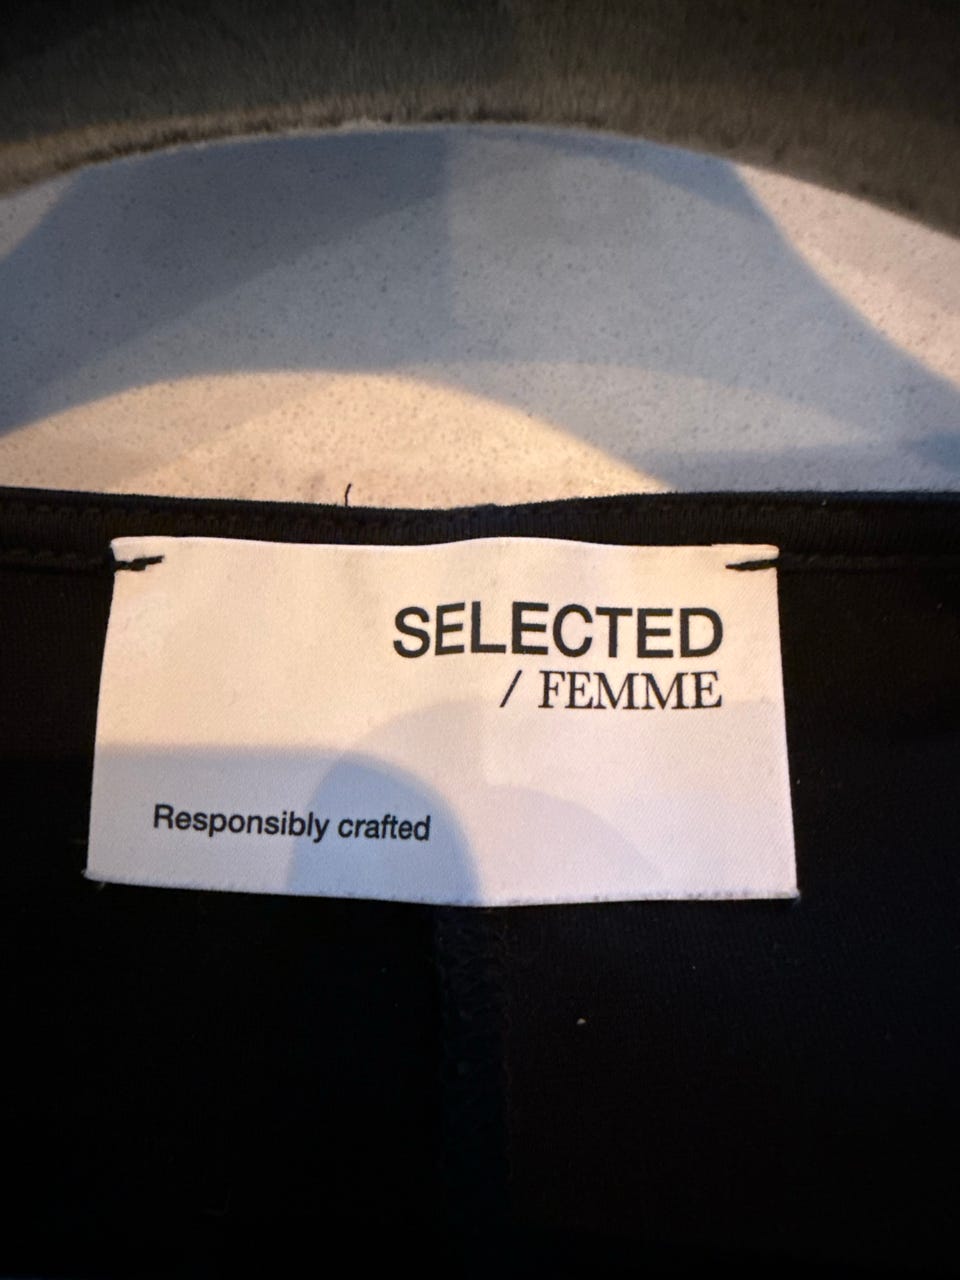 SELECTED
/ FEMME
Responsibly crafted